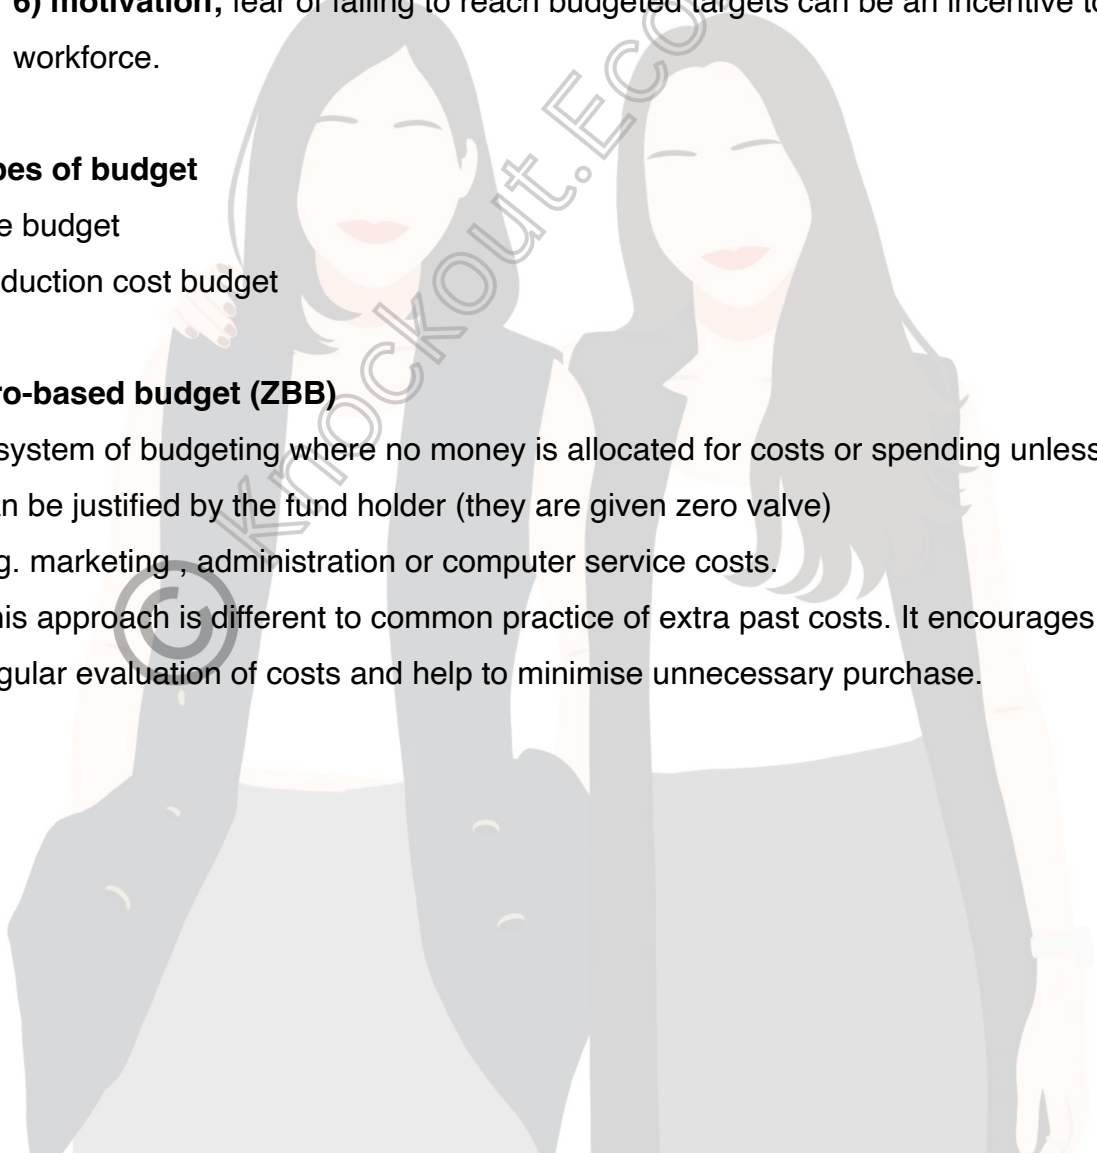 6) motivation, fear of failing to reach budgeted targets can be an incentive to
workforce.
pes of budget
e budget
duction cost budget
ro-based budget (ZBB)
system of budgeting where no money is allocated for costs or spending unless
n be justified by the fund holder (they are given zero valve)
g. marketing , administration or computer service costs.
his approach is different to common practice of extra past costs. It encourages
gular evaluation of costs and help to minimise unnecessary purchase.
© Knockout.Eco